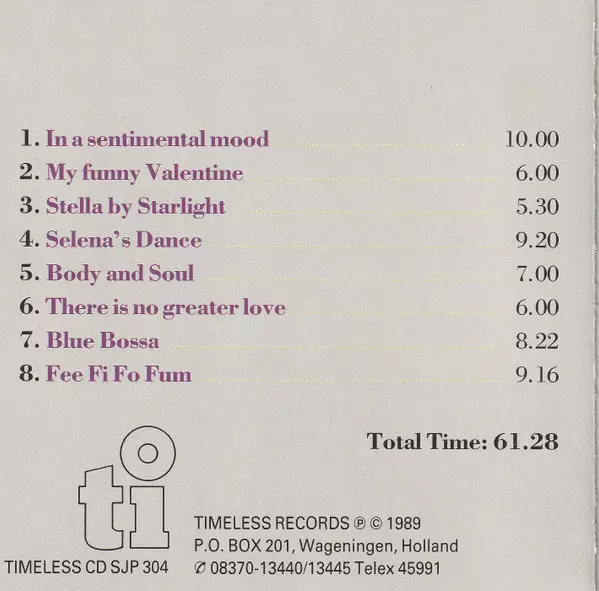 1. In a sentimental mood 10.00
2. My funny Valentine 6.00
3. Stella by Starlight 5.30
4. Selena's Dance 9.20
5. Body and Soul 7.00
6. There is no greater love 6.00
7. Blue Bossa 8.22
8. Fee Fi Fo Fum 9.16
Total Time: 61.28
ti
TIMELESS RECORDS ℗ © 1989
P.O. BOX 201, Wageningen, Holland
TIMELESS CD SJP 304
✆ 08370-13440/13445 Telex 45991